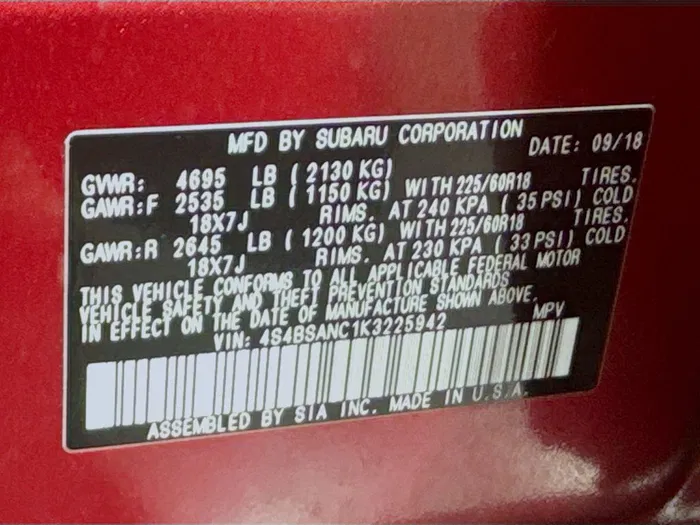 MFD BY SUBARU CORPORATION DATE: 09/18
GVWR: 4695 LB ( 2130 KG)
GAWR:F 2535 LB ( 1150 KG) WITH 225/60R18 TIRES.
18X7J RIMS. AT 240 KPA ( 35 PSI) COLD
GAWR:R 2645 LB ( 1200 KG) WITH 225/60R18 TIRES.
18X7J RIMS. AT 230 KPA ( 33 PSI) COLD
THIS VEHICLE CONFORMS TO ALL APPLICABLE FEDERAL MOTOR
VEHICLE SAFETY AND THEFT PREVENTION STANDARDS
IN EFFECT ON THE DATE OF MANUFACTURE SHOWN ABOVE.
VIN: 4S4BSANC1K3225942 MPV
ASSEMBLED BY SIA INC. MADE IN U.S.A.